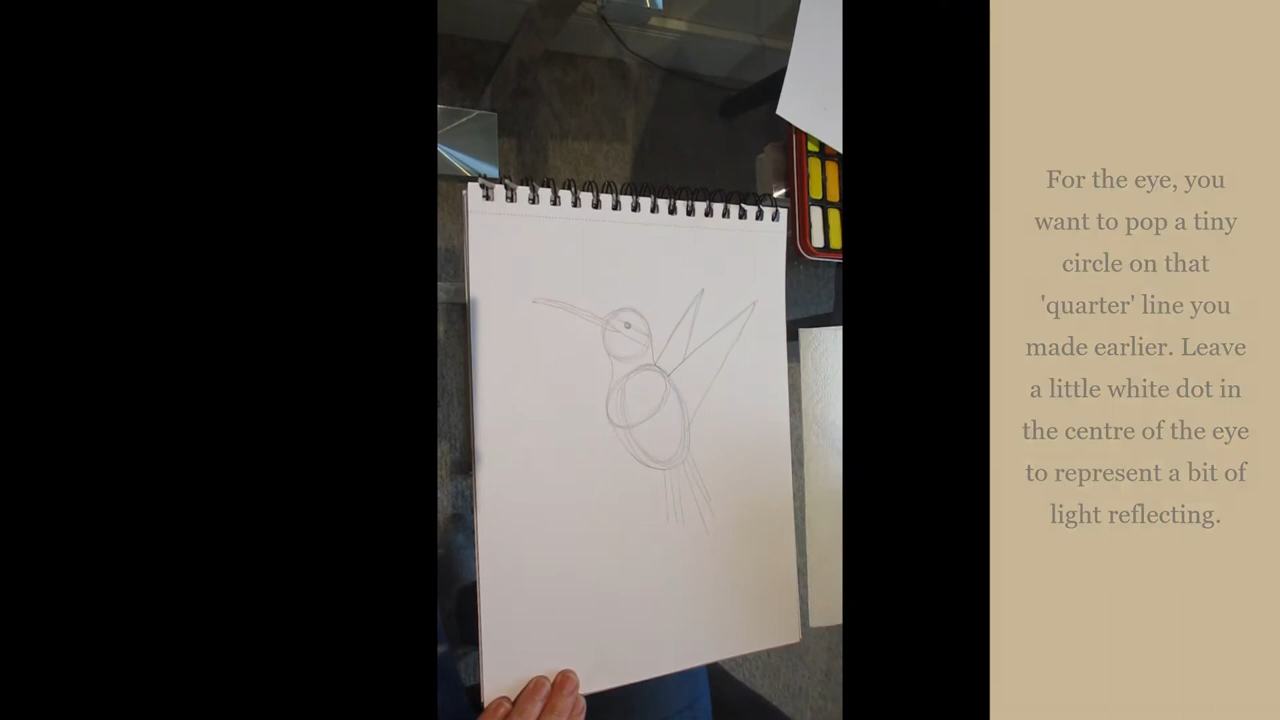 For the eye, you
want to pop a tiny
circle on that
'quarter' line you
made earlier. Leave
a little white dot in
the centre of the eye
to represent a bit of
light reflecting.